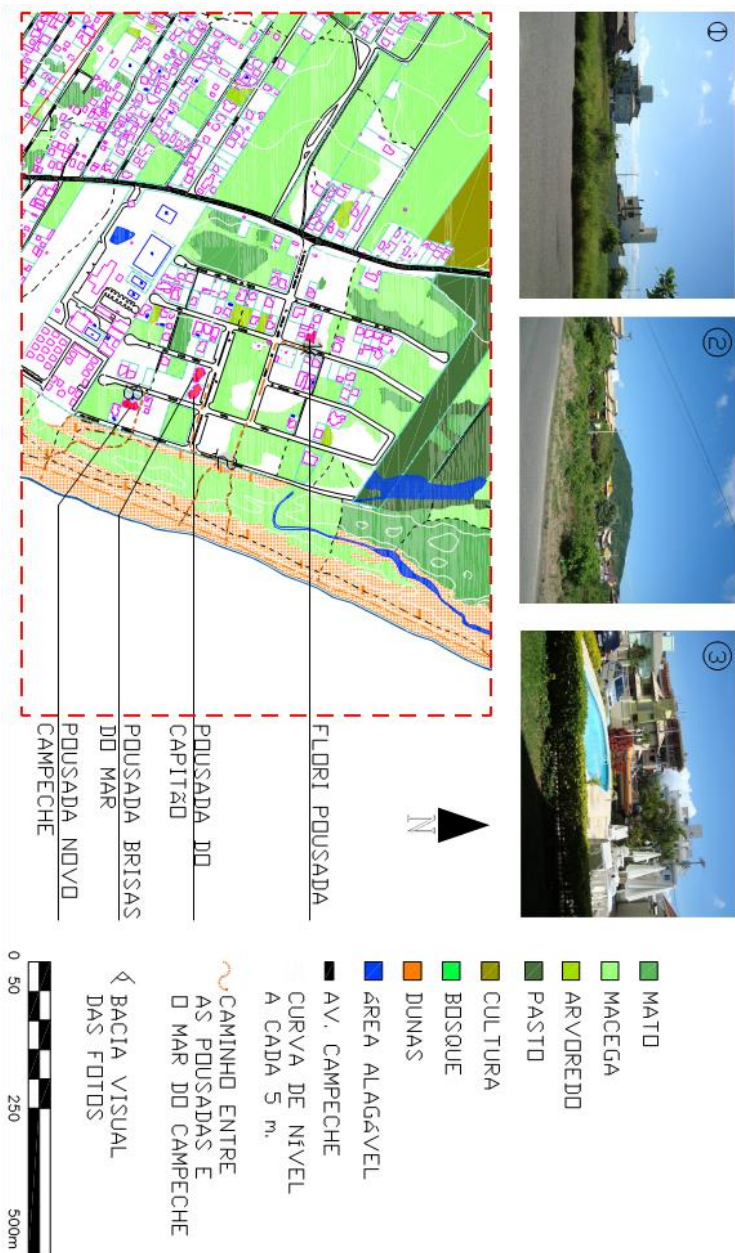 ①
②
③
FLORI POUSADA
POUSADA DO
CAPITÃO
POUSADA BRISAS
DO MAR
POUSADA NOVO
CAMPECHE
N
MATO
MACEGA
ARVOREDO
PASTO
CULTURA
BOSQUE
DUNAS
ÁREA ALAGÁVEL
AV. CAMPECHE
CURVA DE NÍVEL
A CADA 5 m.
CAMINHO ENTRE
AS POUSADAS E
O MAR DO CAMPECHE
BACIA VISUAL
DAS FOTOS
0
50
250
500m